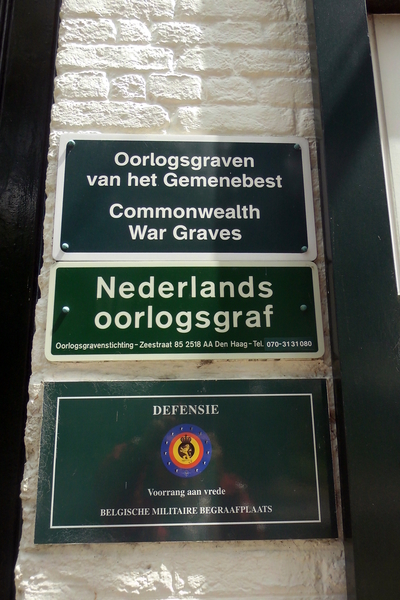 Oorlogsgraven
van het Gemenebest
Commonwealth
War Graves
Nederlands
oorlogsgraf
Oorlogsgravenstichting - Zeestraat 85 2518 AA Den Haag - Tel. 070-3131080
DEFENSIE
Voorrang aan vrede
BELGISCHE MILITAIRE BEGRAAFPLAATS